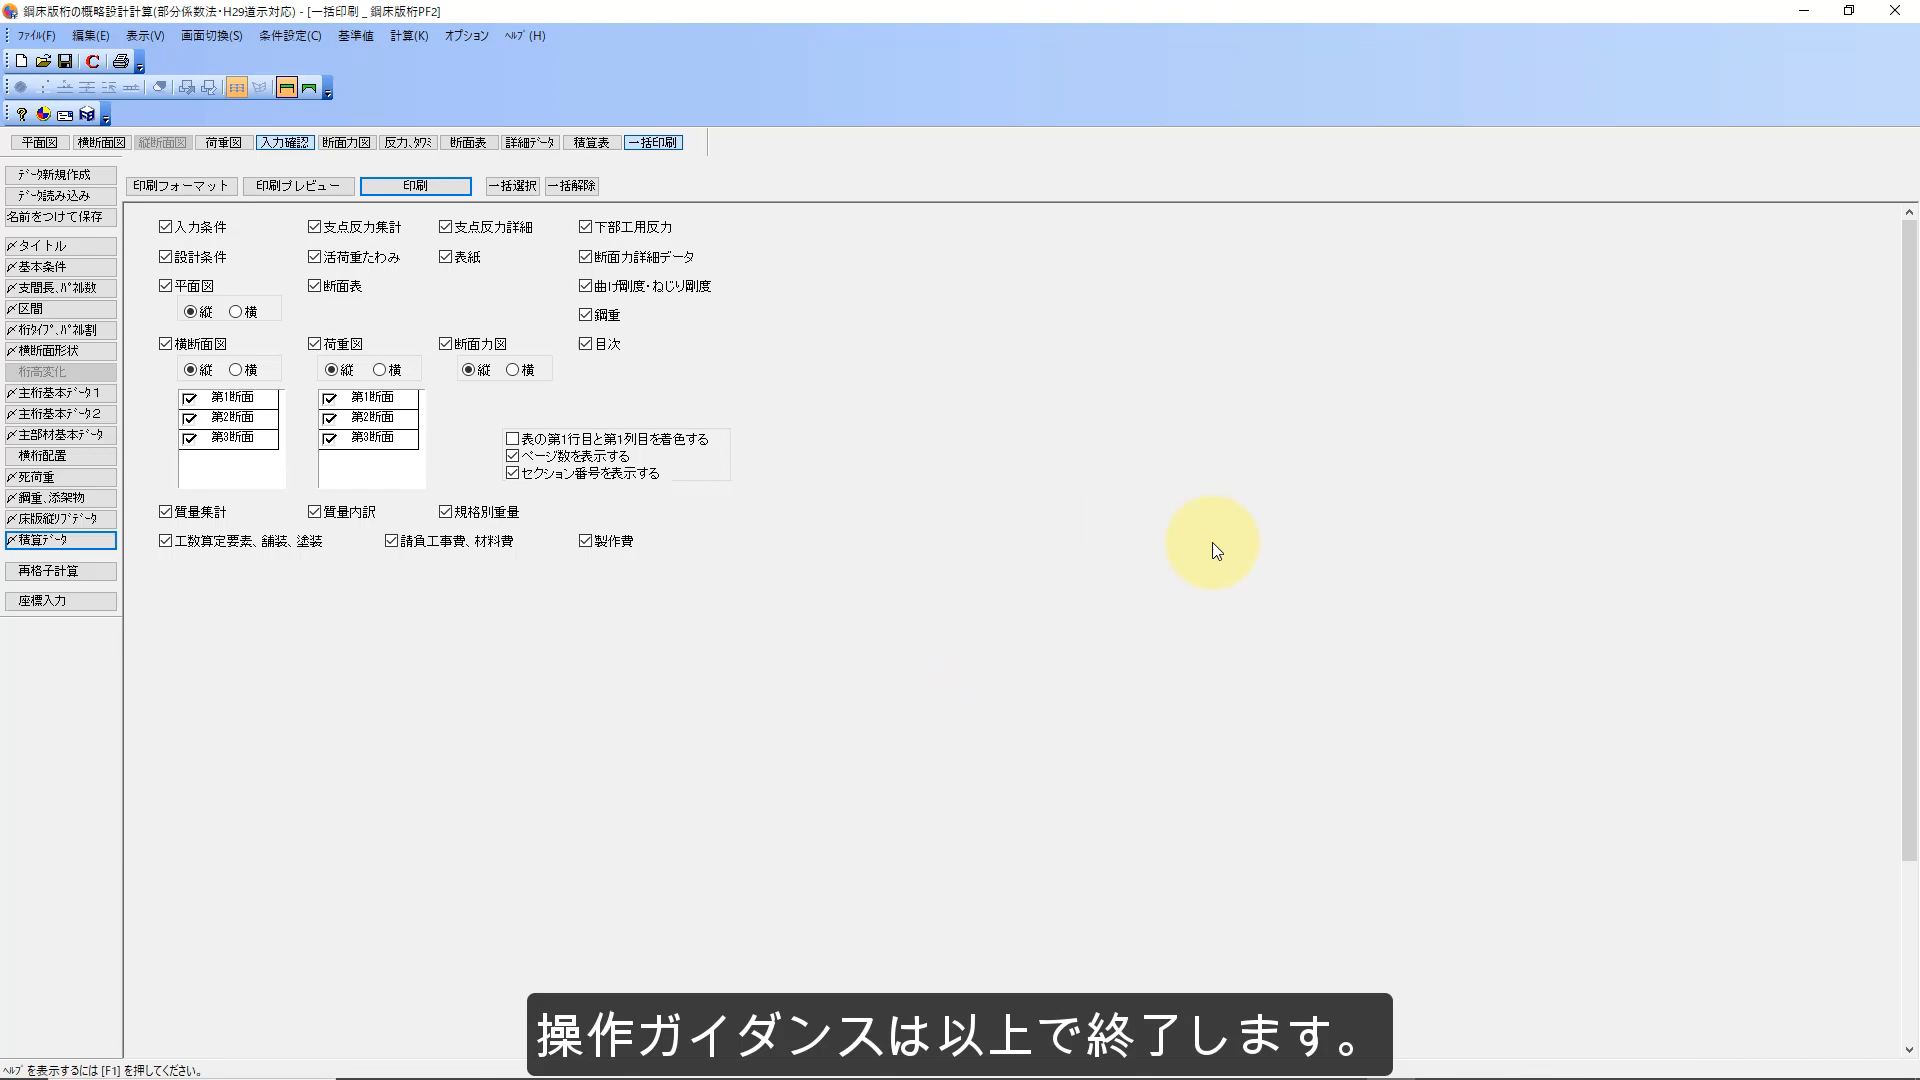 鋼床版桁の概略設計計算(部分係数法・H29道示対応) - [一括印刷 _ 鋼床版桁PF2]
ﾌｧｲﾙ(F) 編集(E) 表示(V) 画面切換(S) 条件設定(C) 基準値 計算(K) オプション ﾍﾙﾌﾟ(H)
平面図 横断面図 縦断面図 荷重図 入力確認 断面力図 反力､ﾀﾜﾐ 断面表 詳細ﾃﾞｰﾀ 積算表 一括印刷
ﾃﾞｰﾀ新規作成
ﾃﾞｰﾀ読み込み
名前をつけて保存
タイトル
基本条件
支間長､ﾊﾟﾈﾙ数
区間
桁ﾀｲﾌﾟ､ﾊﾟﾈﾙ割
横断面形状
桁高変化
主桁基本ﾃﾞｰﾀ1
主桁基本ﾃﾞｰﾀ2
主部材基本ﾃﾞｰﾀ
横桁配置
死荷重
鋼重､添架物
床版縦ﾘﾌﾞﾃﾞｰﾀ
積算ﾃﾞｰﾀ
再格子計算
座標入力
印刷フォーマット 印刷プレビュー 印刷 一括選択 一括解除
入力条件 支点反力集計 支点反力詳細 下部工用反力
設計条件 活荷重たわみ 表紙 断面力詳細データ
平面図 断面表 曲げ剛度・ねじり剛度
縦 横 鋼重
横断面図 荷重図 断面力図 目次
縦 横 縦 横 縦 横
第1断面 第1断面
第2断面 第2断面
第3断面 第3断面
表の第1行目と第1列目を着色する
ページ数を表示する
セクション番号を表示する
質量集計 質量内訳 規格別重量
工数算定要素、舗装、塗装 請負工事費、材料費 製作費
操作ガイダンスは以上で終了します。
ﾍﾙﾌﾟを表示するには [F1] を押してください。